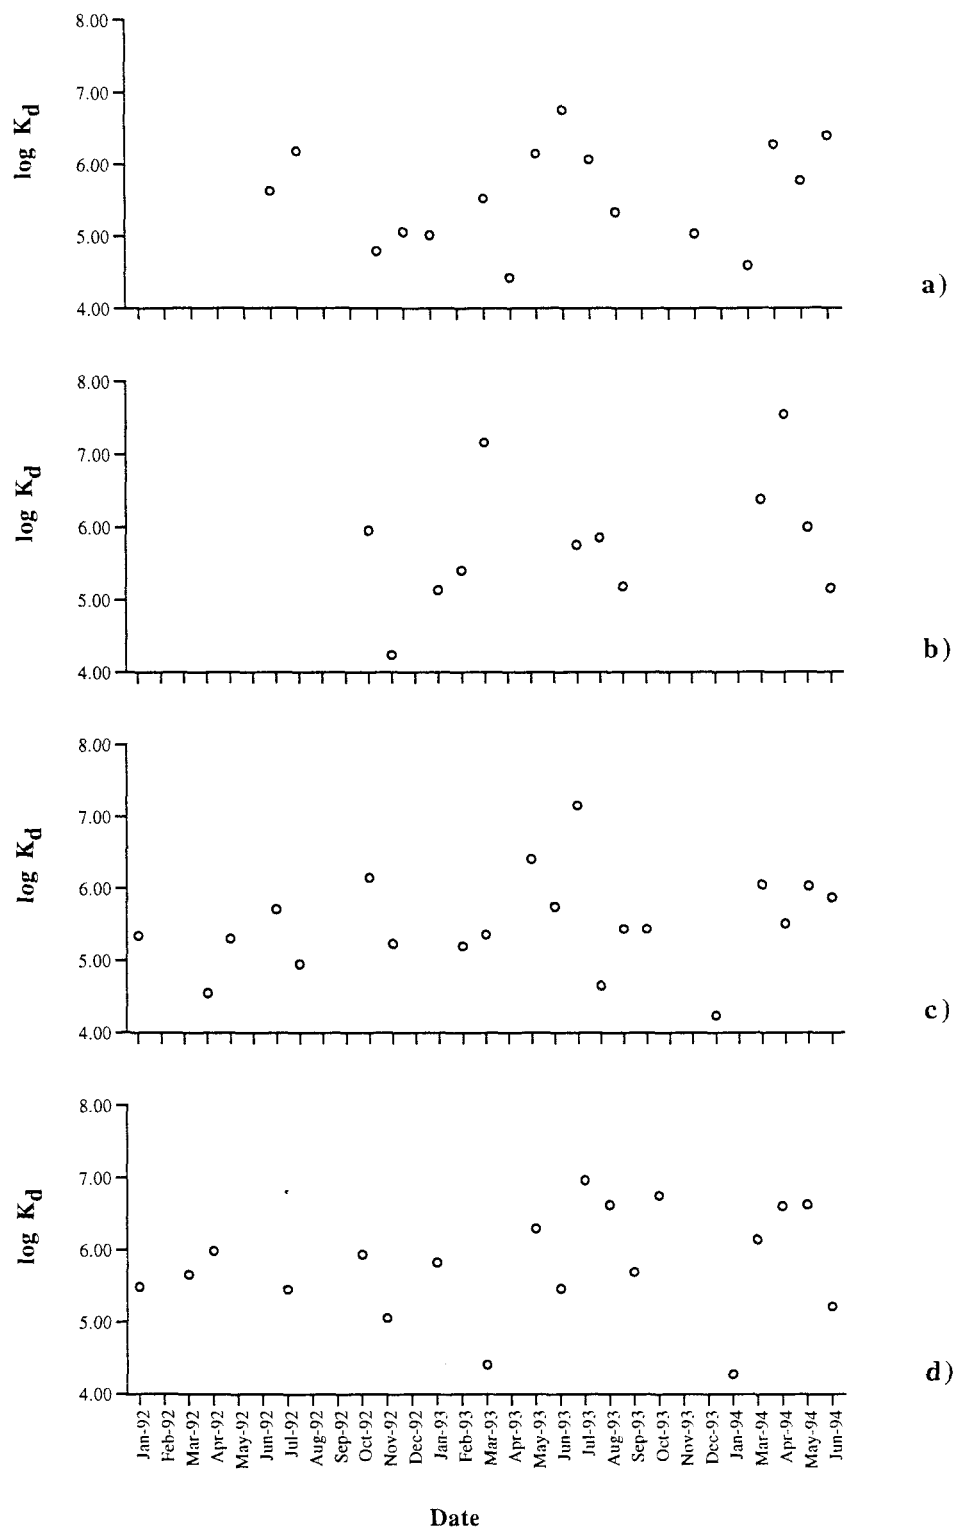 8.00
7.00
6.00
5.00
4.00
log Kd
a)
8.00
7.00
6.00
5.00
4.00
log Kd
b)
8.00
7.00
6.00
5.00
4.00
log Kd
c)
8.00
7.00
6.00
5.00
4.00
log Kd
d)
Jan-92
Feb-92
Mar-92
Apr-92
May-92
Jun-92
Jul-92
Aug-92
Sep-92
Oct-92
Nov-92
Dec-92
Jan-93
Feb-93
Mar-93
Apr-93
May-93
Jun-93
Jul-93
Aug-93
Sep-93
Oct-93
Nov-93
Dec-93
Jan-94
Mar-94
Apr-94
May-94
Jun-94
Date